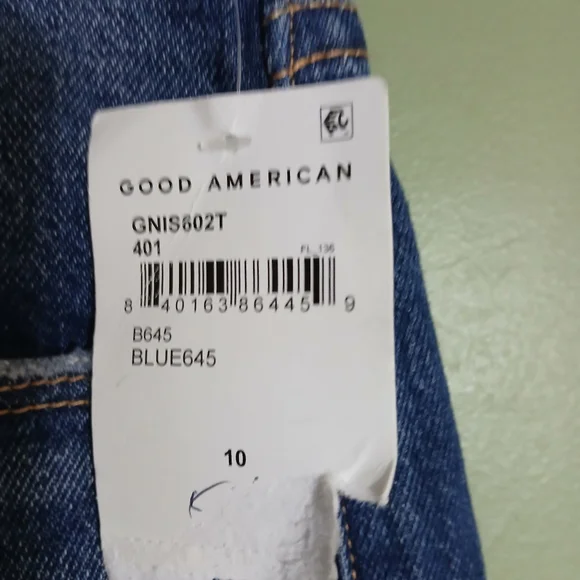 GOOD AMERICAN
GNIS602T
401
FL_136
8 40163 86445 9
B645
BLUE645
10
K